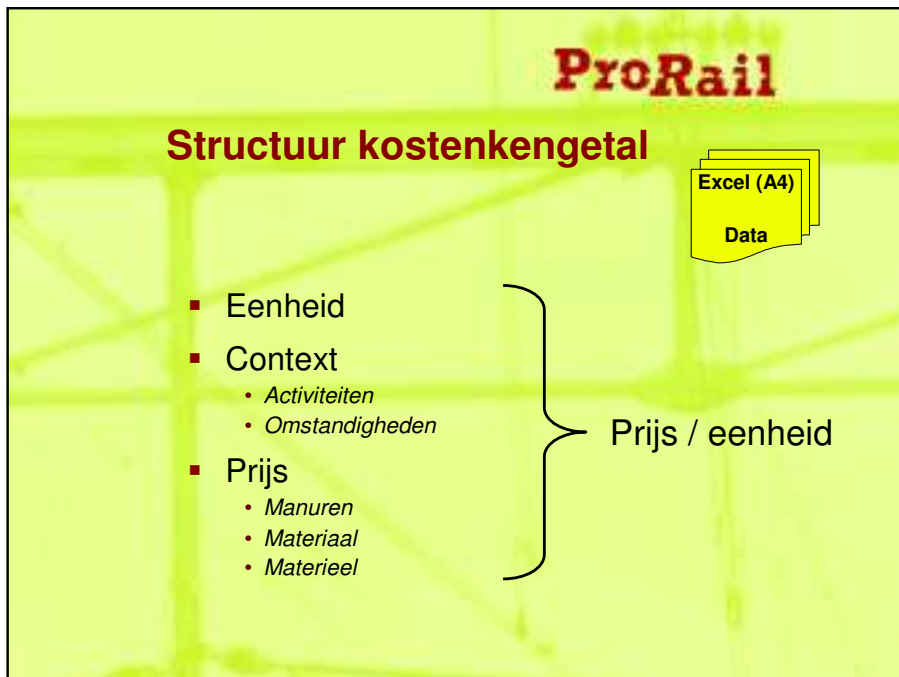 ProRail
Structuur kostenkengetal
Excel (A4)
Data
Eenheid
Context
Activiteiten
Omstandigheden
Prijs
Manuren
Materiaal
Materieel
Prijs / eenheid